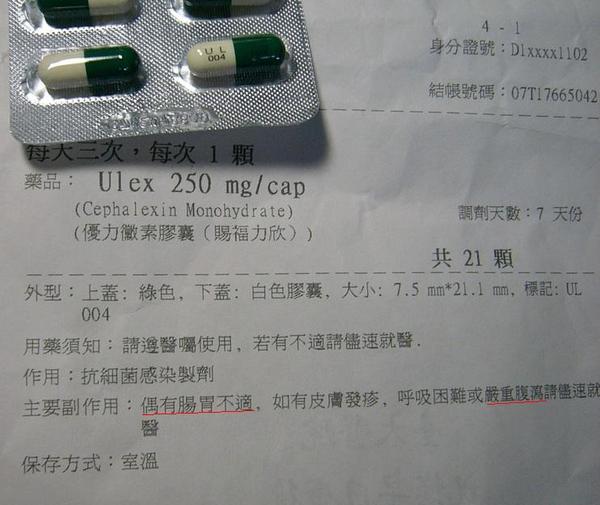 4 - 1
身分證號：D1xxxx1102
結帳號碼：07T17665042
UL
004
每天三次，每次 1 顆
藥品： Ulex 250 mg/cap
(Cephalexin Monohydrate)
調劑天數：7 天份
(優力黴素膠囊（賜福力欣）)
共 21 顆
外型：上蓋: 綠色, 下蓋: 白色膠囊, 大小: 7.5 mm*21.1 mm, 標記: UL
004
用藥須知：請遵醫囑使用, 若有不適請儘速就醫.
作用：抗細菌感染製劑
主要副作用：偶有腸胃不適, 如有皮膚發疹, 呼吸困難或嚴重腹瀉請儘速就
醫
保存方式：室溫